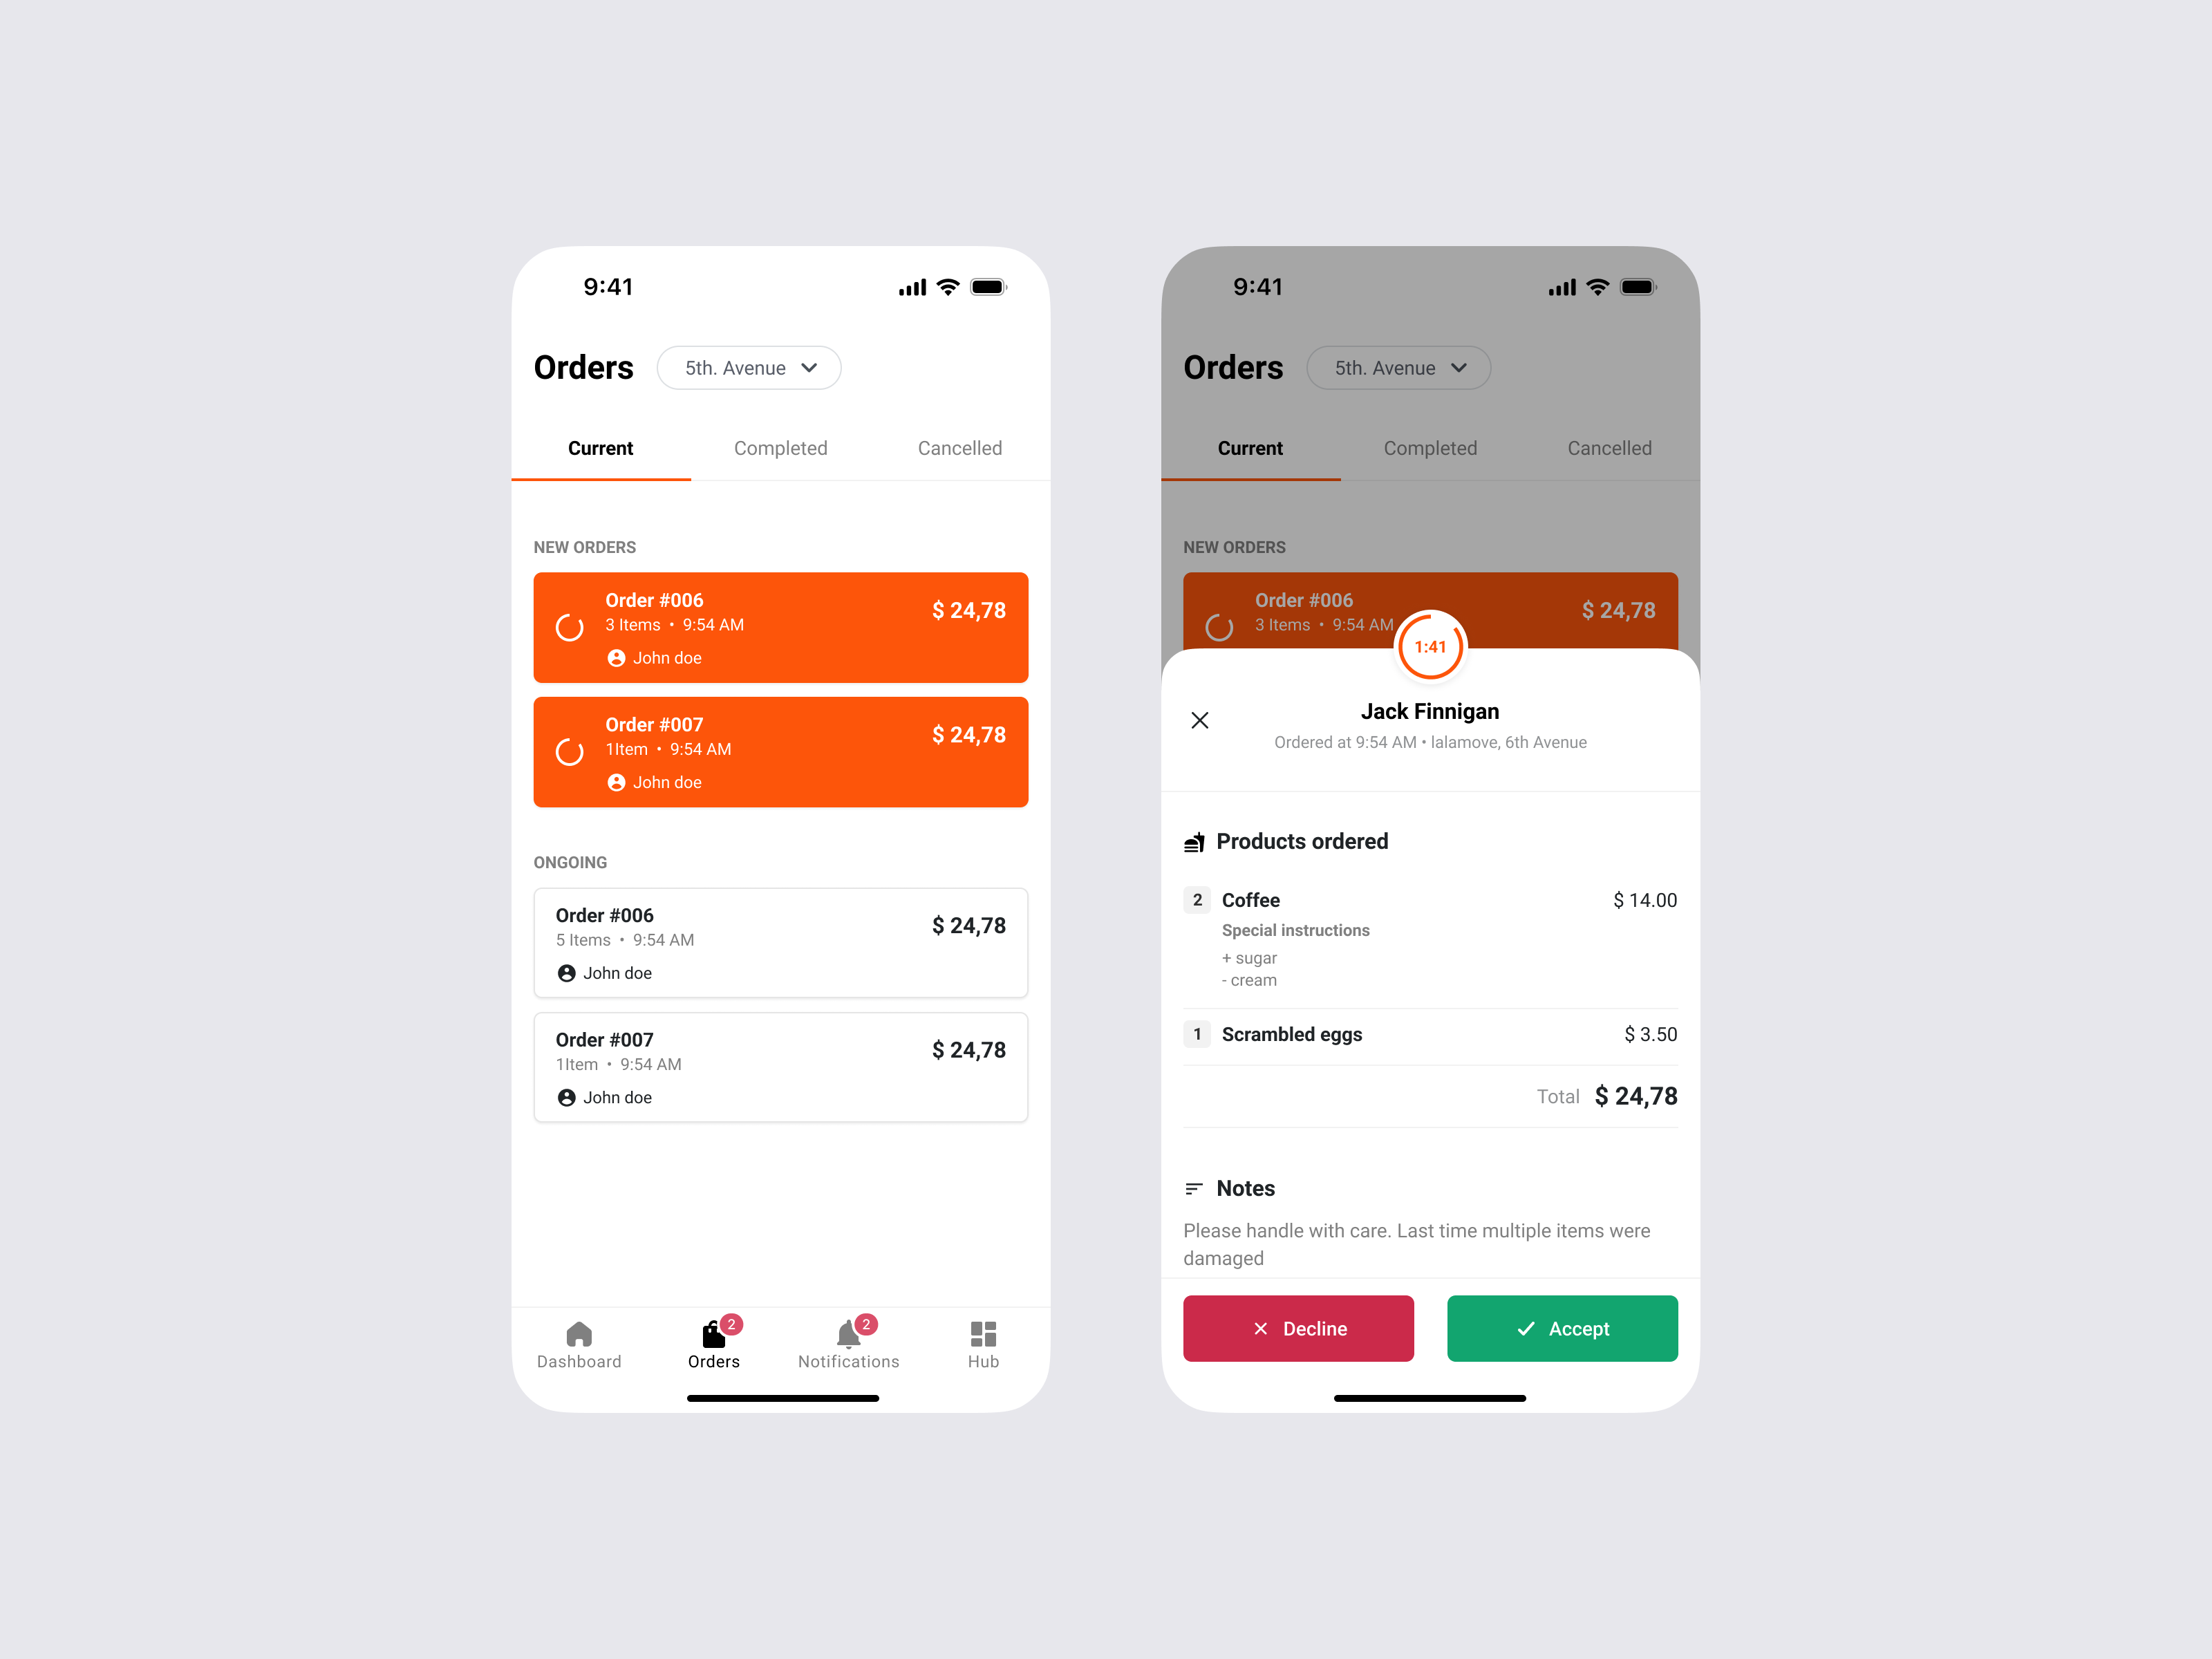 9:41
Orders
5th. Avenue
Current
Completed
Cancelled
NEW ORDERS
Order #006
$ 24,78
3 Items • 9:54 AM
John doe
Order #007
$ 24,78
1Item • 9:54 AM
John doe
ONGOING
Order #006
$ 24,78
5 Items • 9:54 AM
John doe
Order #007
$ 24,78
1Item • 9:54 AM
John doe
2
2
Dashboard
Orders
Notifications
Hub
9:41
Orders
5th. Avenue
Current
Completed
Cancelled
NEW ORDERS
Order #006
$ 24,78
3 Items • 9:54 AM
1:41
Jack Finnigan
Ordered at 9:54 AM • lalamove, 6th Avenue
Products ordered
2 Coffee $ 14.00
Special instructions
+ sugar
- cream
1 Scrambled eggs $ 3.50
Total $ 24,78
Notes
Please handle with care. Last time multiple items were
damaged
Decline
Accept